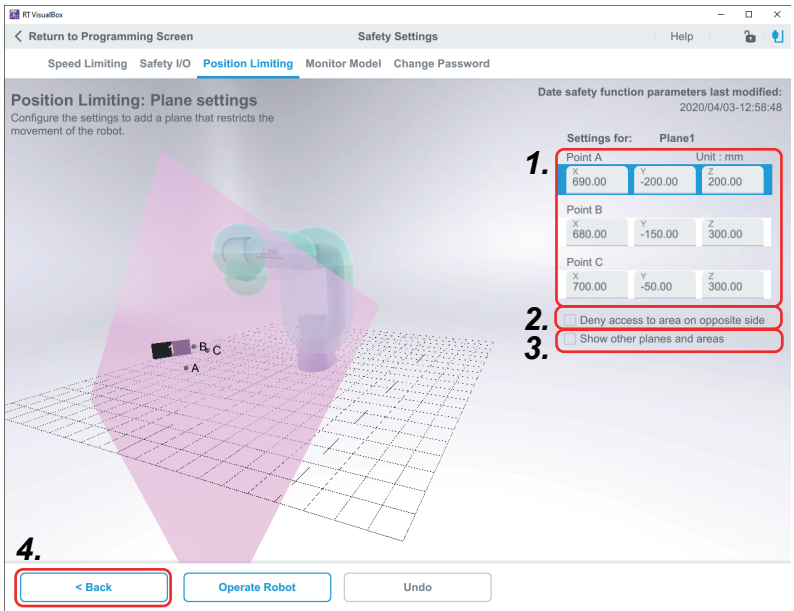 RT VisualBox
Return to Programming Screen
Safety Settings
Help
Speed Limiting Safety I/O Position Limiting Monitor Model Change Password
Position Limiting: Plane settings
Configure the settings to add a plane that restricts the
movement of the robot.
Date safety function parameters last modified:
2020/04/03-12:58:48
Settings for: Plane1
1.
Point A Unit : mm
X Y Z
690.00 -200.00 200.00
Point B
X Y Z
680.00 -150.00 300.00
Point C
X Y Z
700.00 -50.00 300.00
2.
Deny access to area on opposite side
3.
Show other planes and areas
1
B
C
A
4.
< Back
Operate Robot
Undo